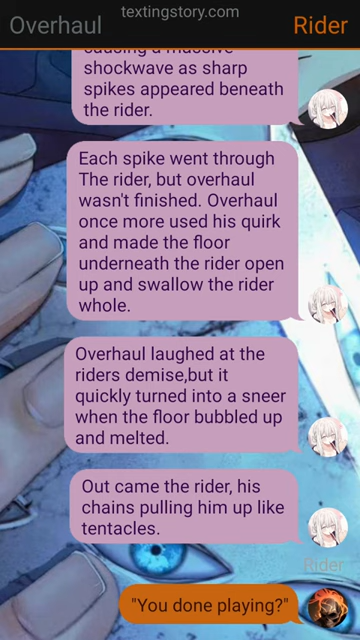 textingstory.com
Overhaul
Rider
causing a massive
shockwave as sharp
spikes appeared beneath
the rider.
Each spike went through
The rider, but overhaul
wasn't finished. Overhaul
once more used his quirk
and made the floor
underneath the rider open
up and swallow the rider
whole.
Overhaul laughed at the
riders demise,but it
quickly turned into a sneer
when the floor bubbled up
and melted.
Out came the rider, his
chains pulling him up like
tentacles.
Rider
"You done playing?"